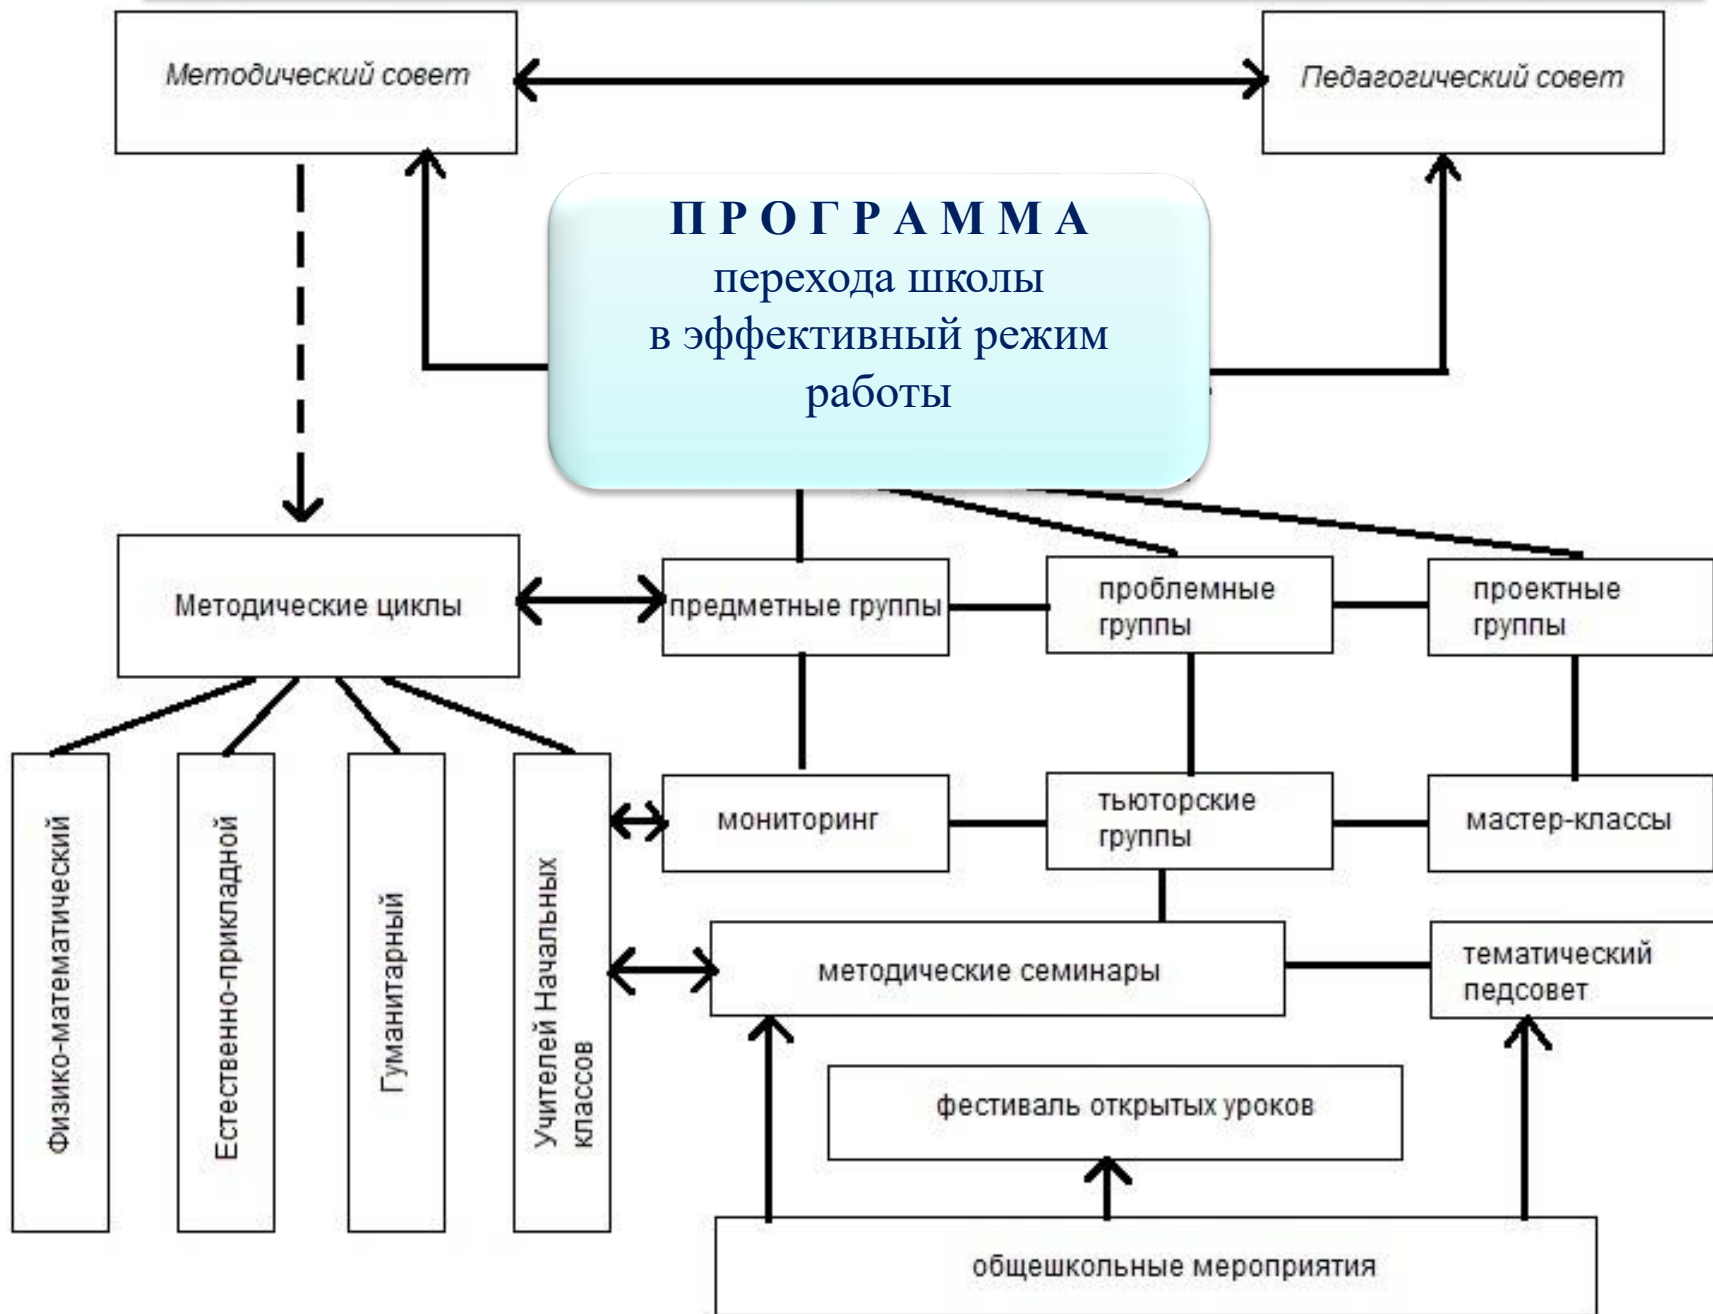 Методический совет
Педагогический совет
П Р О Г Р А М М А
перехода школы
в эффективный режим
работы
Методические циклы
предметные группы
проблемные
группы
проектные
группы
Физико-математический
Естественно-прикладной
Гуманитарный
Учителей Начальных
классов
мониторинг
тьюторские
группы
мастер-классы
методические семинары
тематический
педсовет
фестиваль открытых уроков
общешкольные мероприятия